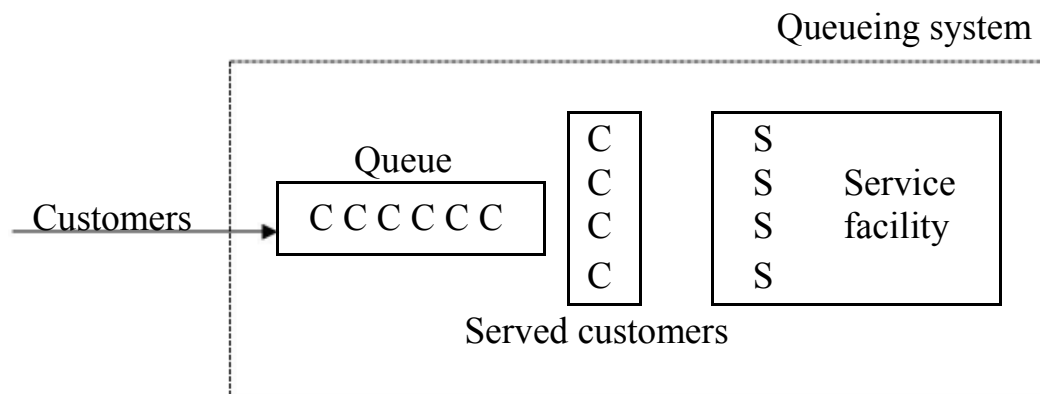 Queueing system
Queue
Customers
C C C C C C
C
C
C
C
S
S
S
S
Service
facility
Served customers